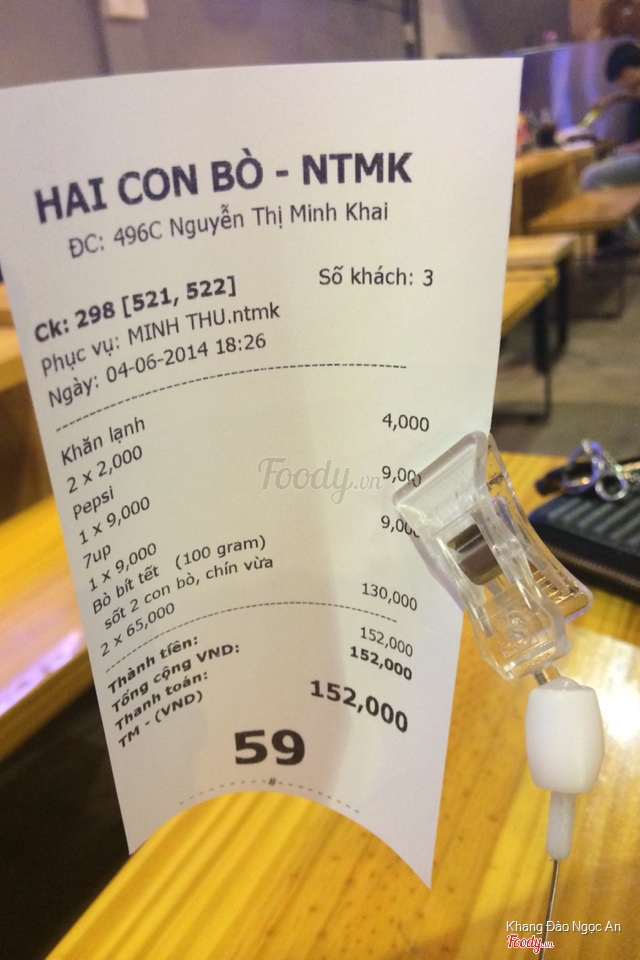 HAI CON BÒ - NTMK
ĐC: 496C Nguyễn Thị Minh Khai
Số khách: 3
Ck: 298 [521, 522]
Phục vụ: MINH THU.ntmk
Ngày: 04-06-2014 18:26
Khăn lạnh
2 x 2,000 4,000
Pepsi
1 x 9,000 9,000
7up
1 x 9,000 9,000
Bò bít tết (100 gram)
sốt 2 con bò, chín vừa
2 x 65,000 130,000
Thành tiền: 152,000
Tổng cộng VND: 152,000
Thanh toán:
TM - (VND) 152,000
59
#
Foody.vn
Khang Đào Ngọc An
Foody.vn